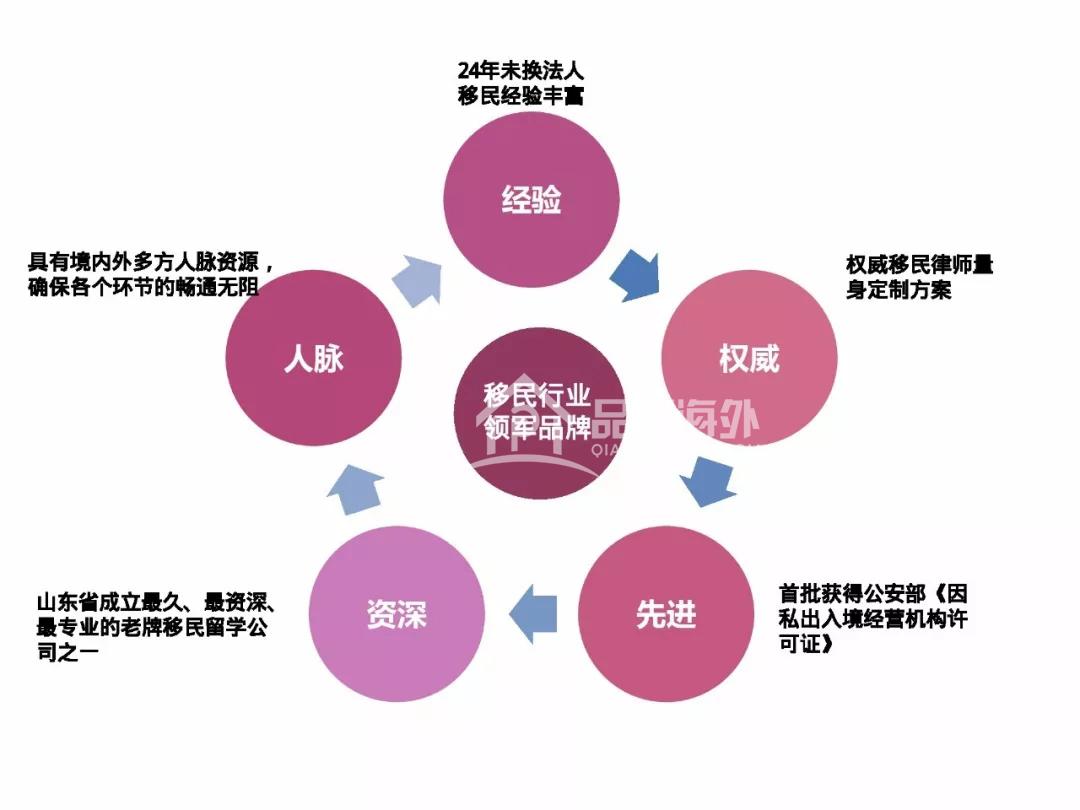 24年未换法人
移民经验丰富
经验
权威移民律师量
身定制方案
权威
首批获得公安部《因
私出入境经营机构许
可证》
先进
山东省成立最久、最资深、
最专业的老牌移民留学公
司之一
资深
具有境内外多方人脉资源，
确保各个环节的畅通无阻
人脉
移民行业
领军品牌
海外